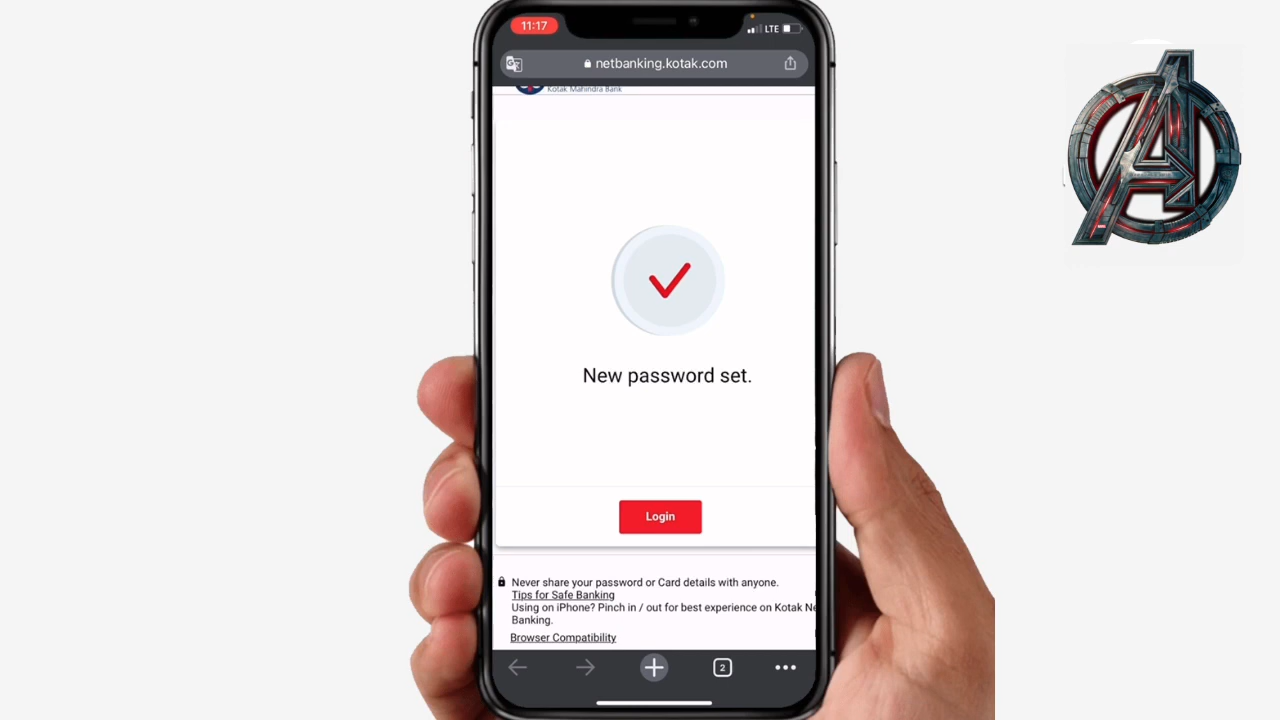 11:17
LTE
netbanking.kotak.com
Kotak Mahindra Bank
New password set.
Login
Never share your password or Card details with anyone.
Tips for Safe Banking
Using on iPhone? Pinch in / out for best experience on Kotak Ne
Banking.
Browser Compatibility
2